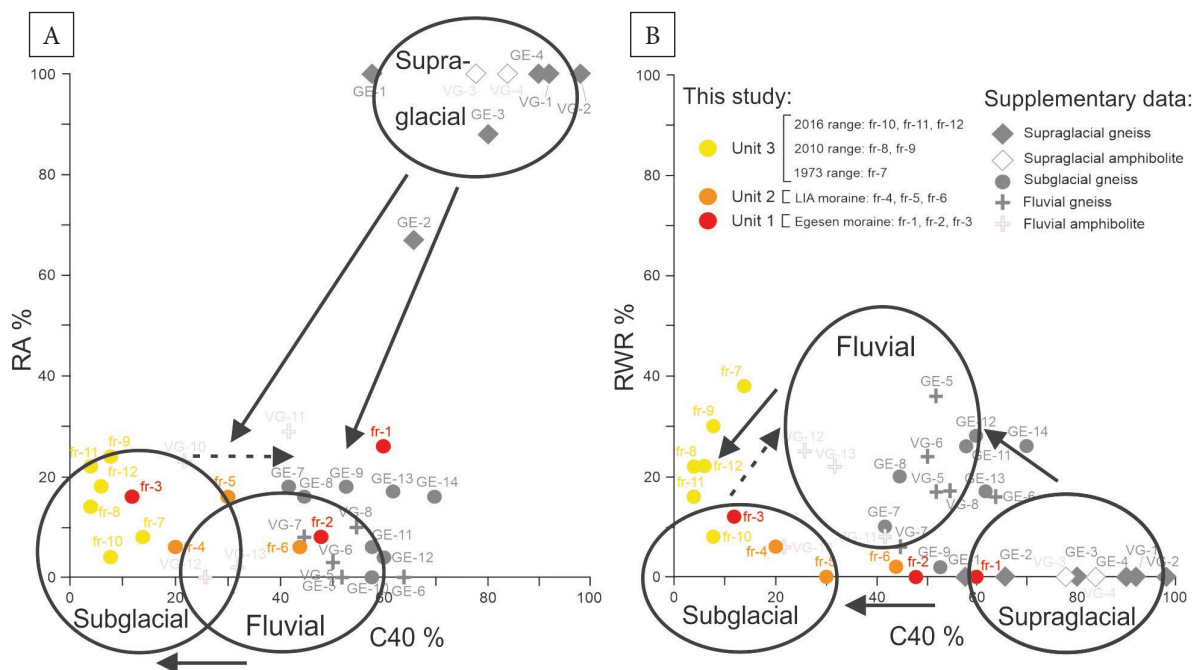 A
100
80
60
40
20
0
RA %
Supra-
glacial
GE-4
GE-1
VG-3
VG-4
VG-1
VG-2
GE-3
GE-2
VG-11
VG-10
fr-1
fr-9
fr-11
fr-12
fr-3
fr-8
fr-7
fr-10
fr-4
fr-5
VG-12
VG-13
GE-7
GE-8
GE-9
GE-13
GE-14
VG-7
VG-8
fr-2
fr-6
VG-6
GE-11
GE-12
VG-5
GE-6
Subglacial
Fluvial
C40 %
20
40
60
80
100
B
100
80
60
40
20
0
RWR %
This study:
Unit 3
2016 range: fr-10, fr-11, fr-12
2010 range: fr-8, fr-9
1973 range: fr-7
Unit 2
LIA moraine: fr-4, fr-5, fr-6
Unit 1
Egesen moraine: fr-1, fr-2, fr-3
Supplementary data:
Supraglacial gneiss
Supraglacial amphibolite
Subglacial gneiss
Fluvial gneiss
Fluvial amphibolite
Fluvial
fr-7
fr-9
fr-8
fr-12
fr-11
fr-3
fr-10
fr-4
fr-5
fr-6
fr-2
fr-1
GE-5
GE-12
GE-14
VG-12
VG-13
VG-6
GE-11
GE-8
VG-5
GE-13
VG-8
GE-6
GE-7
VG-11
VG-7
GE-9
GE-1
GE-2
GE-3
VG-3
GE-4
VG-4
VG-1
VG-2
Subglacial
Supraglacial
C40 %
20
40
60
80
100